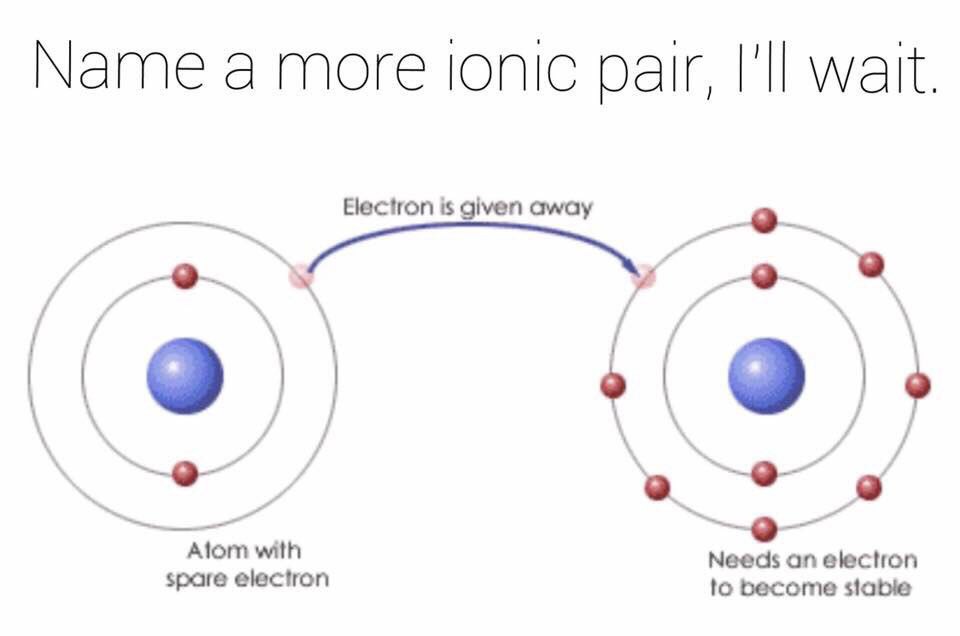 Name a more ionic pair, I'll wait.
Electron is given away
Atom with
spare electron
Needs an electron
to become stable